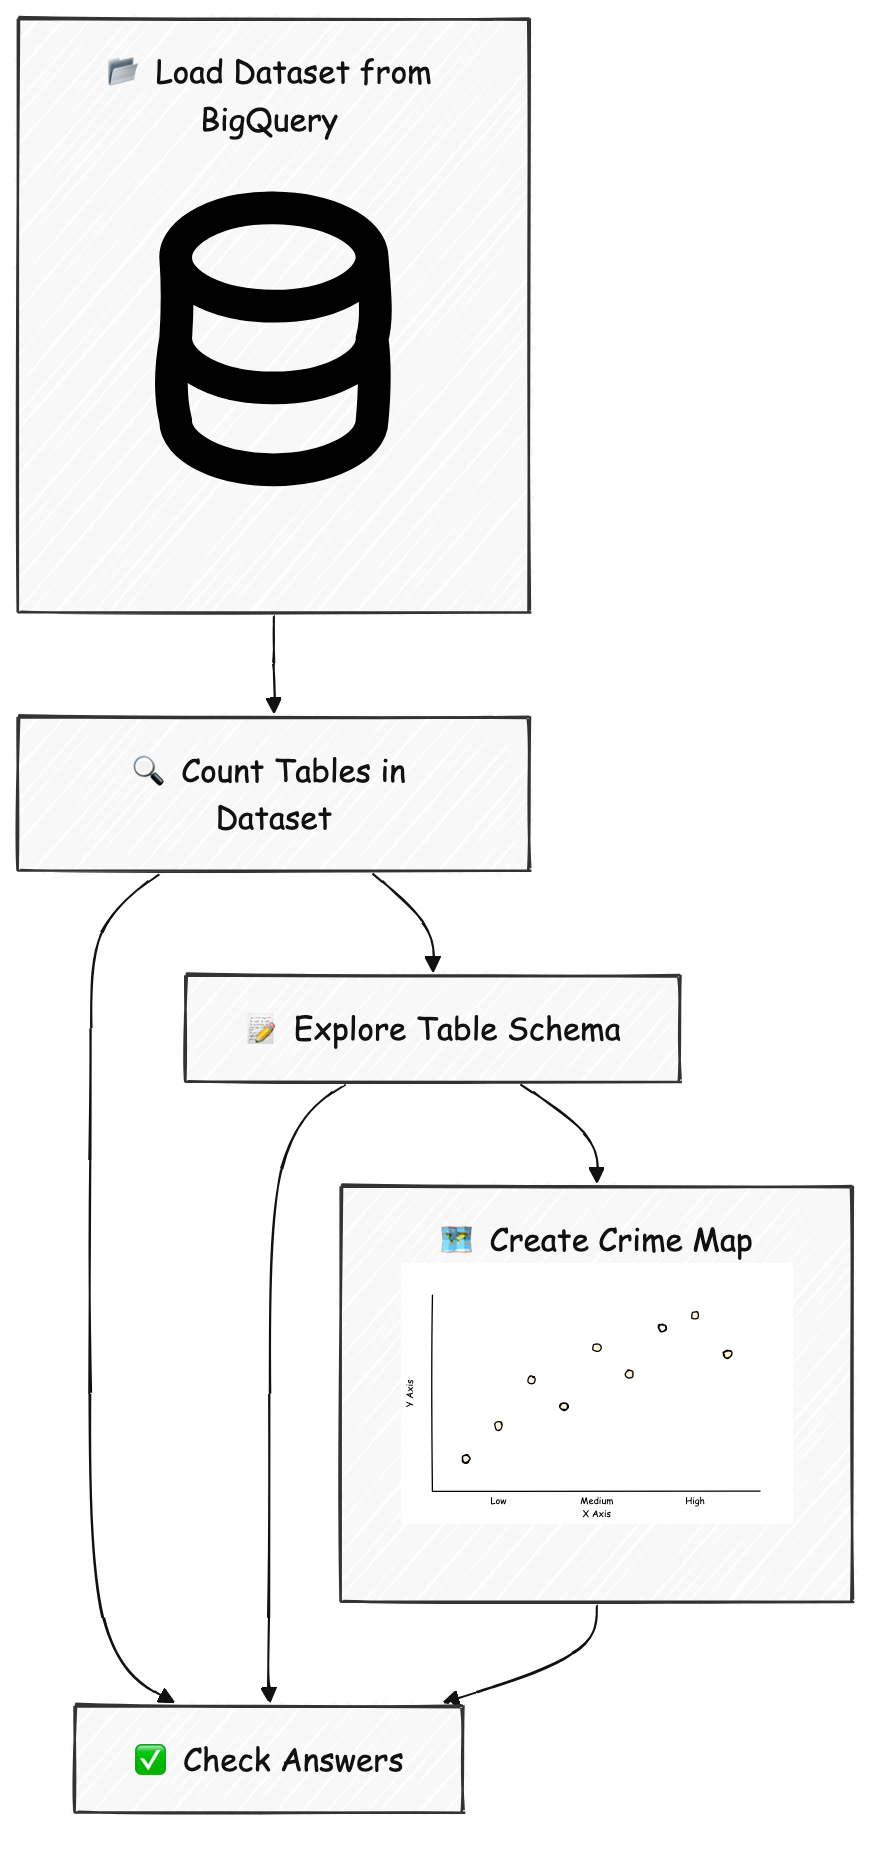 Load Dataset from
BigQuery
Count Tables in
Dataset
Explore Table Schema
Create Crime Map
Y Axis
Low
Medium
High
X Axis
Check Answers